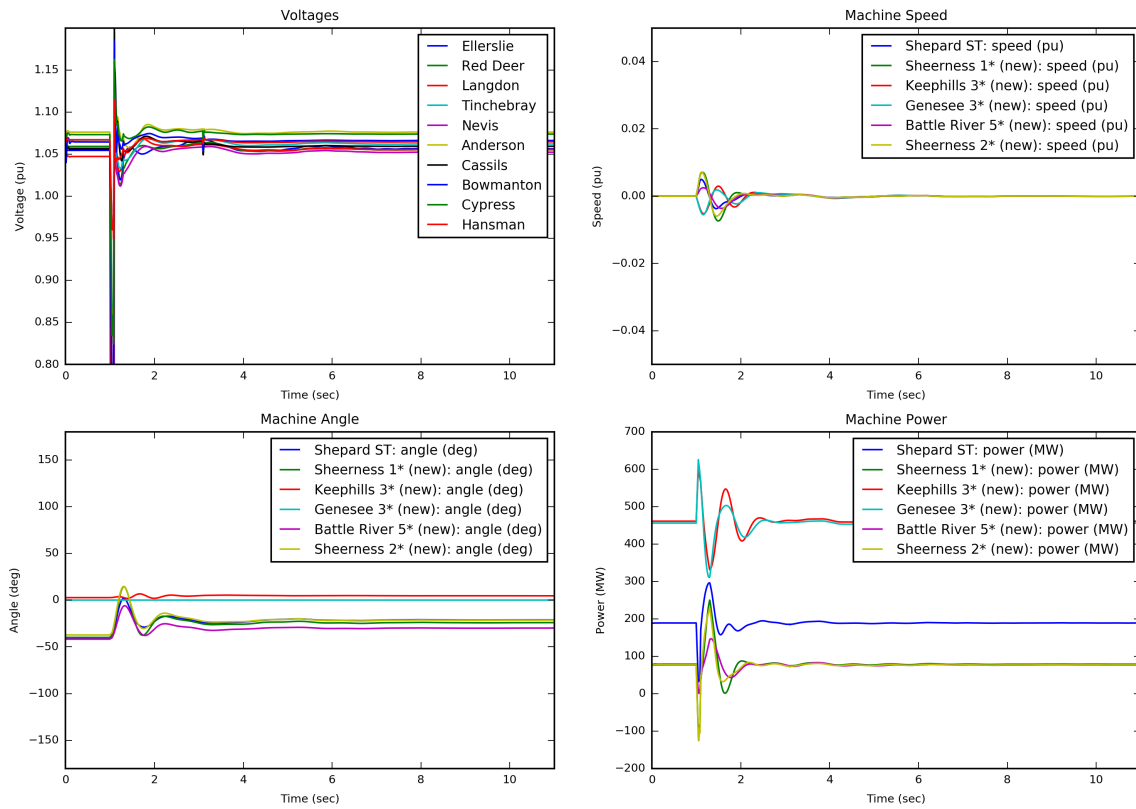 Voltages
1.15
1.10
1.05
1.00
0.95
0.90
0.85
0.80
Voltage (pu)
Ellerslie
Red Deer
Langdon
Tinchebray
Nevis
Anderson
Cassils
Bowmanton
Cypress
Hansman
0 2 4 6 8 10
Time (sec)
Machine Speed
0.04
0.02
0.00
−0.02
−0.04
Speed (pu)
Shepard ST: speed (pu)
Sheerness 1* (new): speed (pu)
Keephills 3* (new): speed (pu)
Genesee 3* (new): speed (pu)
Battle River 5* (new): speed (pu)
Sheerness 2* (new): speed (pu)
0 2 4 6 8 10
Time (sec)
Machine Angle
150
100
50
0
−50
−100
−150
Angle (deg)
Shepard ST: angle (deg)
Sheerness 1* (new): angle (deg)
Keephills 3* (new): angle (deg)
Genesee 3* (new): angle (deg)
Battle River 5* (new): angle (deg)
Sheerness 2* (new): angle (deg)
0 2 4 6 8 10
Time (sec)
Machine Power
700
600
500
400
300
200
100
0
−100
−200
Power (MW)
Shepard ST: power (MW)
Sheerness 1* (new): power (MW)
Keephills 3* (new): power (MW)
Genesee 3* (new): power (MW)
Battle River 5* (new): power (MW)
Sheerness 2* (new): power (MW)
0 2 4 6 8 10
Time (sec)